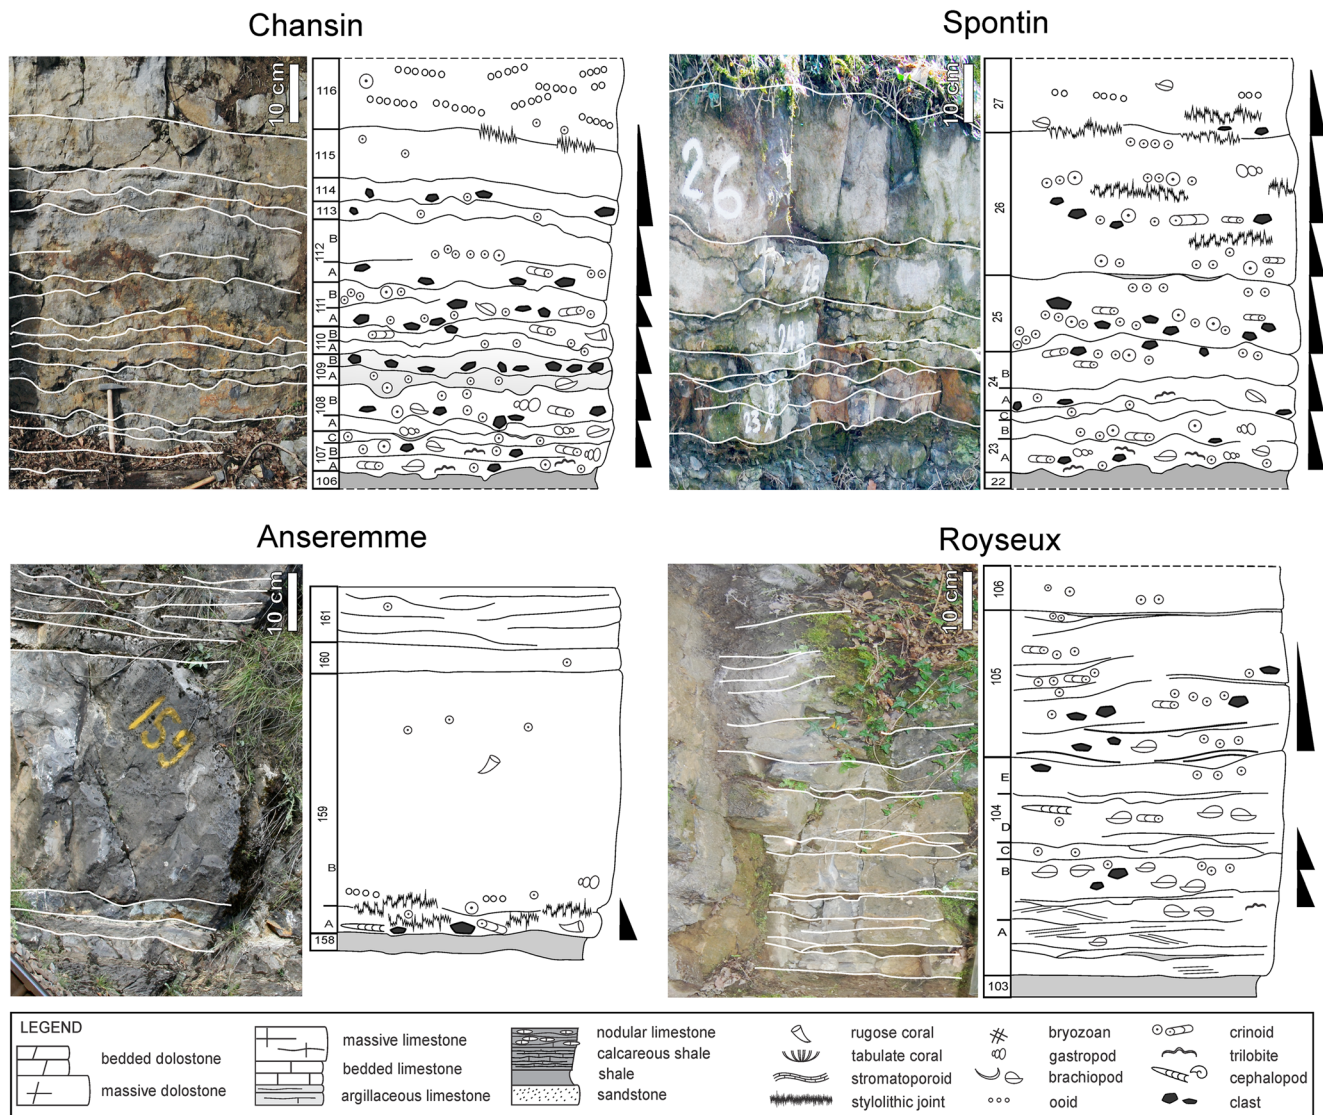 Chansin
Spontin
10 cm
116
115
114
113
B
112
A
B
111
A
B
110
A
B
109
A
B
108
A
C
B
107
A
106
10 cm
26
25
24 B
A
27
26
25
B
24
A
C
B
23
A
22
Anseremme
Royseux
10 cm
159
161
160
159
B
A
158
10 cm
106
105
E
104
D
C
B
A
103
LEGEND
bedded dolostone
massive dolostone
massive limestone
bedded limestone
argillaceous limestone
nodular limestone
calcareous shale
shale
sandstone
rugose coral
tabulate coral
stromatoporoid
stylolithic joint
bryozoan
gastropod
brachiopod
ooid
crinoid
trilobite
cephalopod
clast